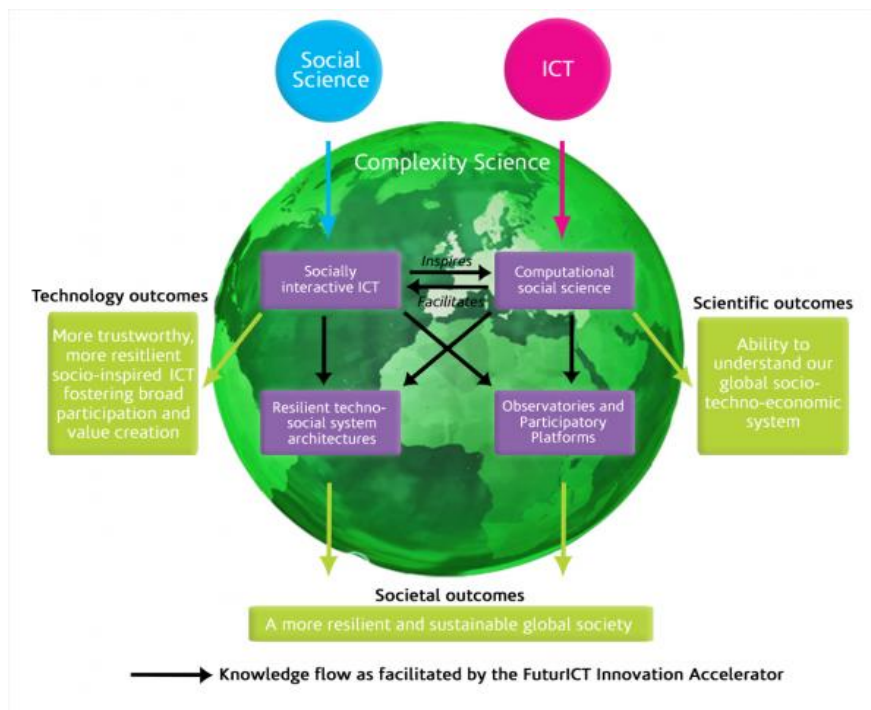 Social
Science
ICT
Complexity Science
Inspires
Socially
interactive ICT
Computational
social science
Facilitates
Technology outcomes
More trustworthy,
more resiltlient
socio-inspired ICT
fostering broad
participation and
value creation
Scientific outcomes
Ability to
understand our
global socio-
techno-economic
system
Resilient techno-
social system
architectures
Observatories and
Participatory
Platforms
Societal outcomes
A more resilient and sustainable global society
Knowledge flow as facilitated by the FuturICT Innovation Accelerator